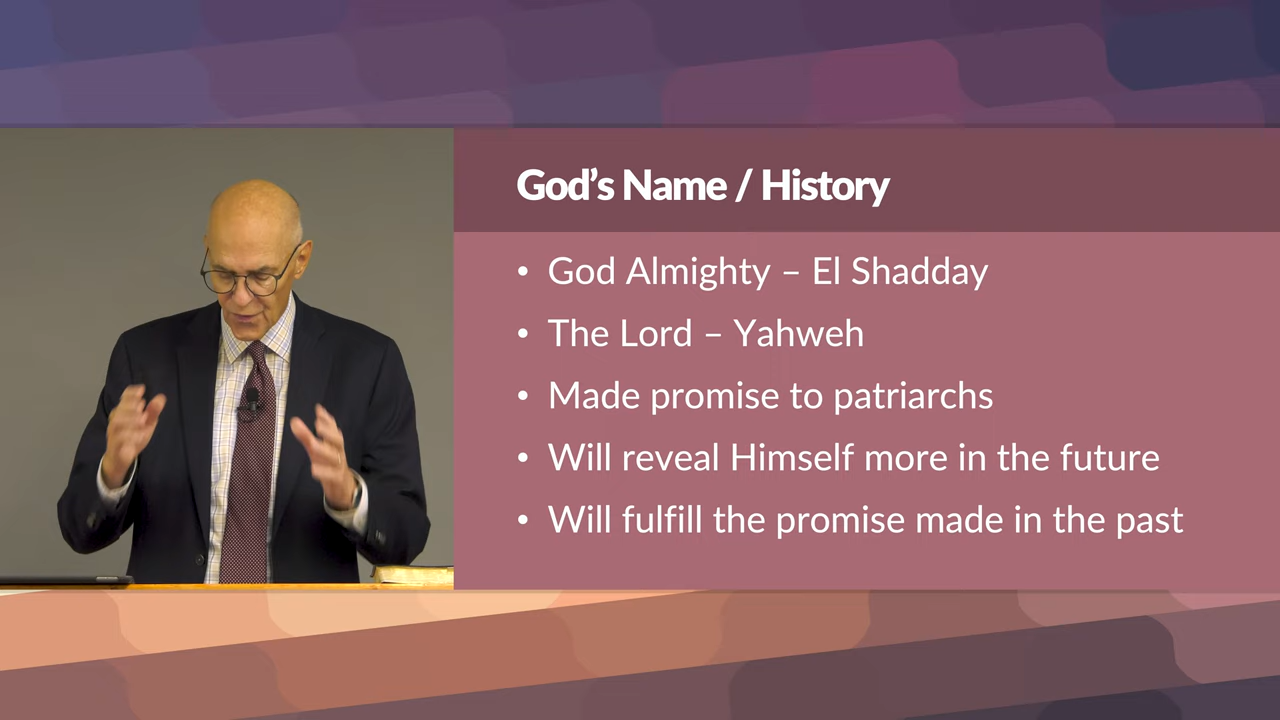 God’s Name / History
• God Almighty – El Shadday
• The Lord – Yahweh
• Made promise to patriarchs
• Will reveal Himself more in the future
• Will fulfill the promise made in the past